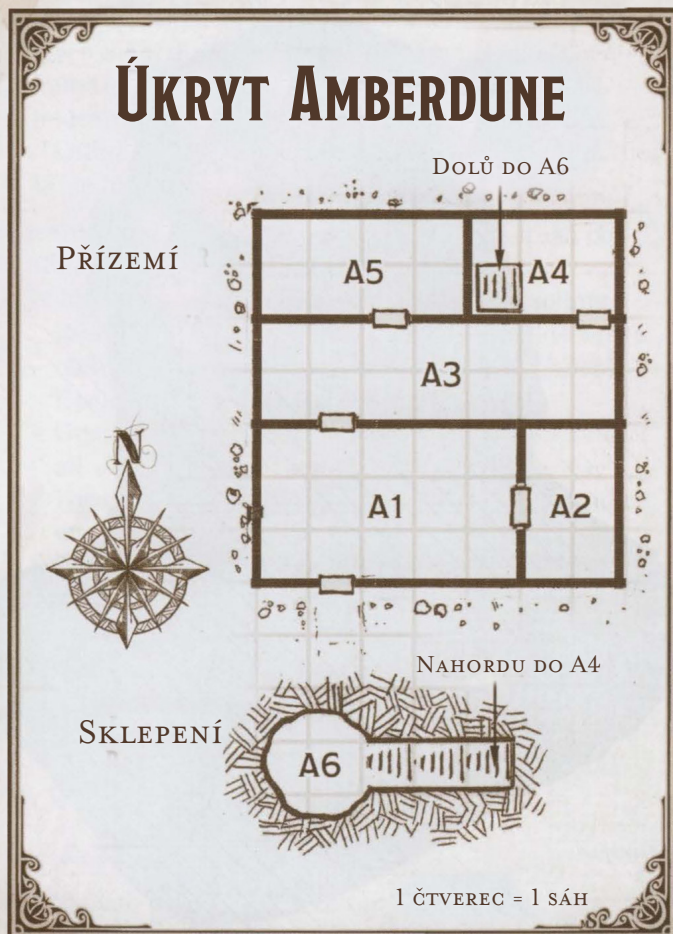 Úkryt Amberdune
Dolů do A6
Přízemí
A5
A4
A3
N
A1
A2
Nahordu do A4
Sklepení
A6
1 čtverec = 1 sáh